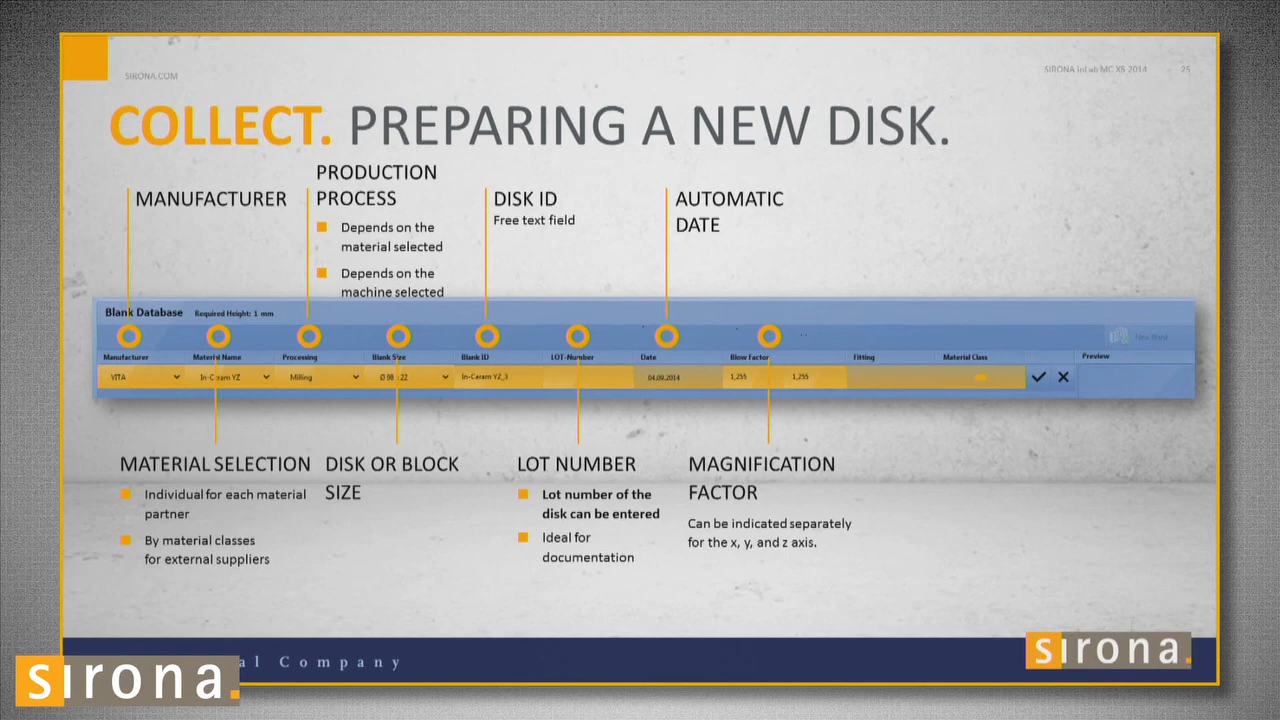 SIRONA.COM
SIRONA inLab MC X5 2014 25
COLLECT. PREPARING A NEW DISK.
MANUFACTURER
PRODUCTION
PROCESS
Depends on the
material selected
Depends on the
machine selected
DISK ID
Free text field
AUTOMATIC
DATE
Blank Database Required Height: 1 mm
Manufacturer Material Name Processing Blank Size Blank ID LOT-Number Date Blow Factor Fitting Material Class Preview
VITA In-Ceram YZ Milling Ø 98 22 In-Ceram YZ_3 04.09.2014 1,255 1,255
MATERIAL SELECTION
Individual for each material
partner
By material classes
for external suppliers
DISK OR BLOCK
SIZE
LOT NUMBER
Lot number of the
disk can be entered
Ideal for
documentation
MAGNIFICATION
FACTOR
Can be indicated separately
for the x, y, and z axis.
al Company
sirona.
sirona.